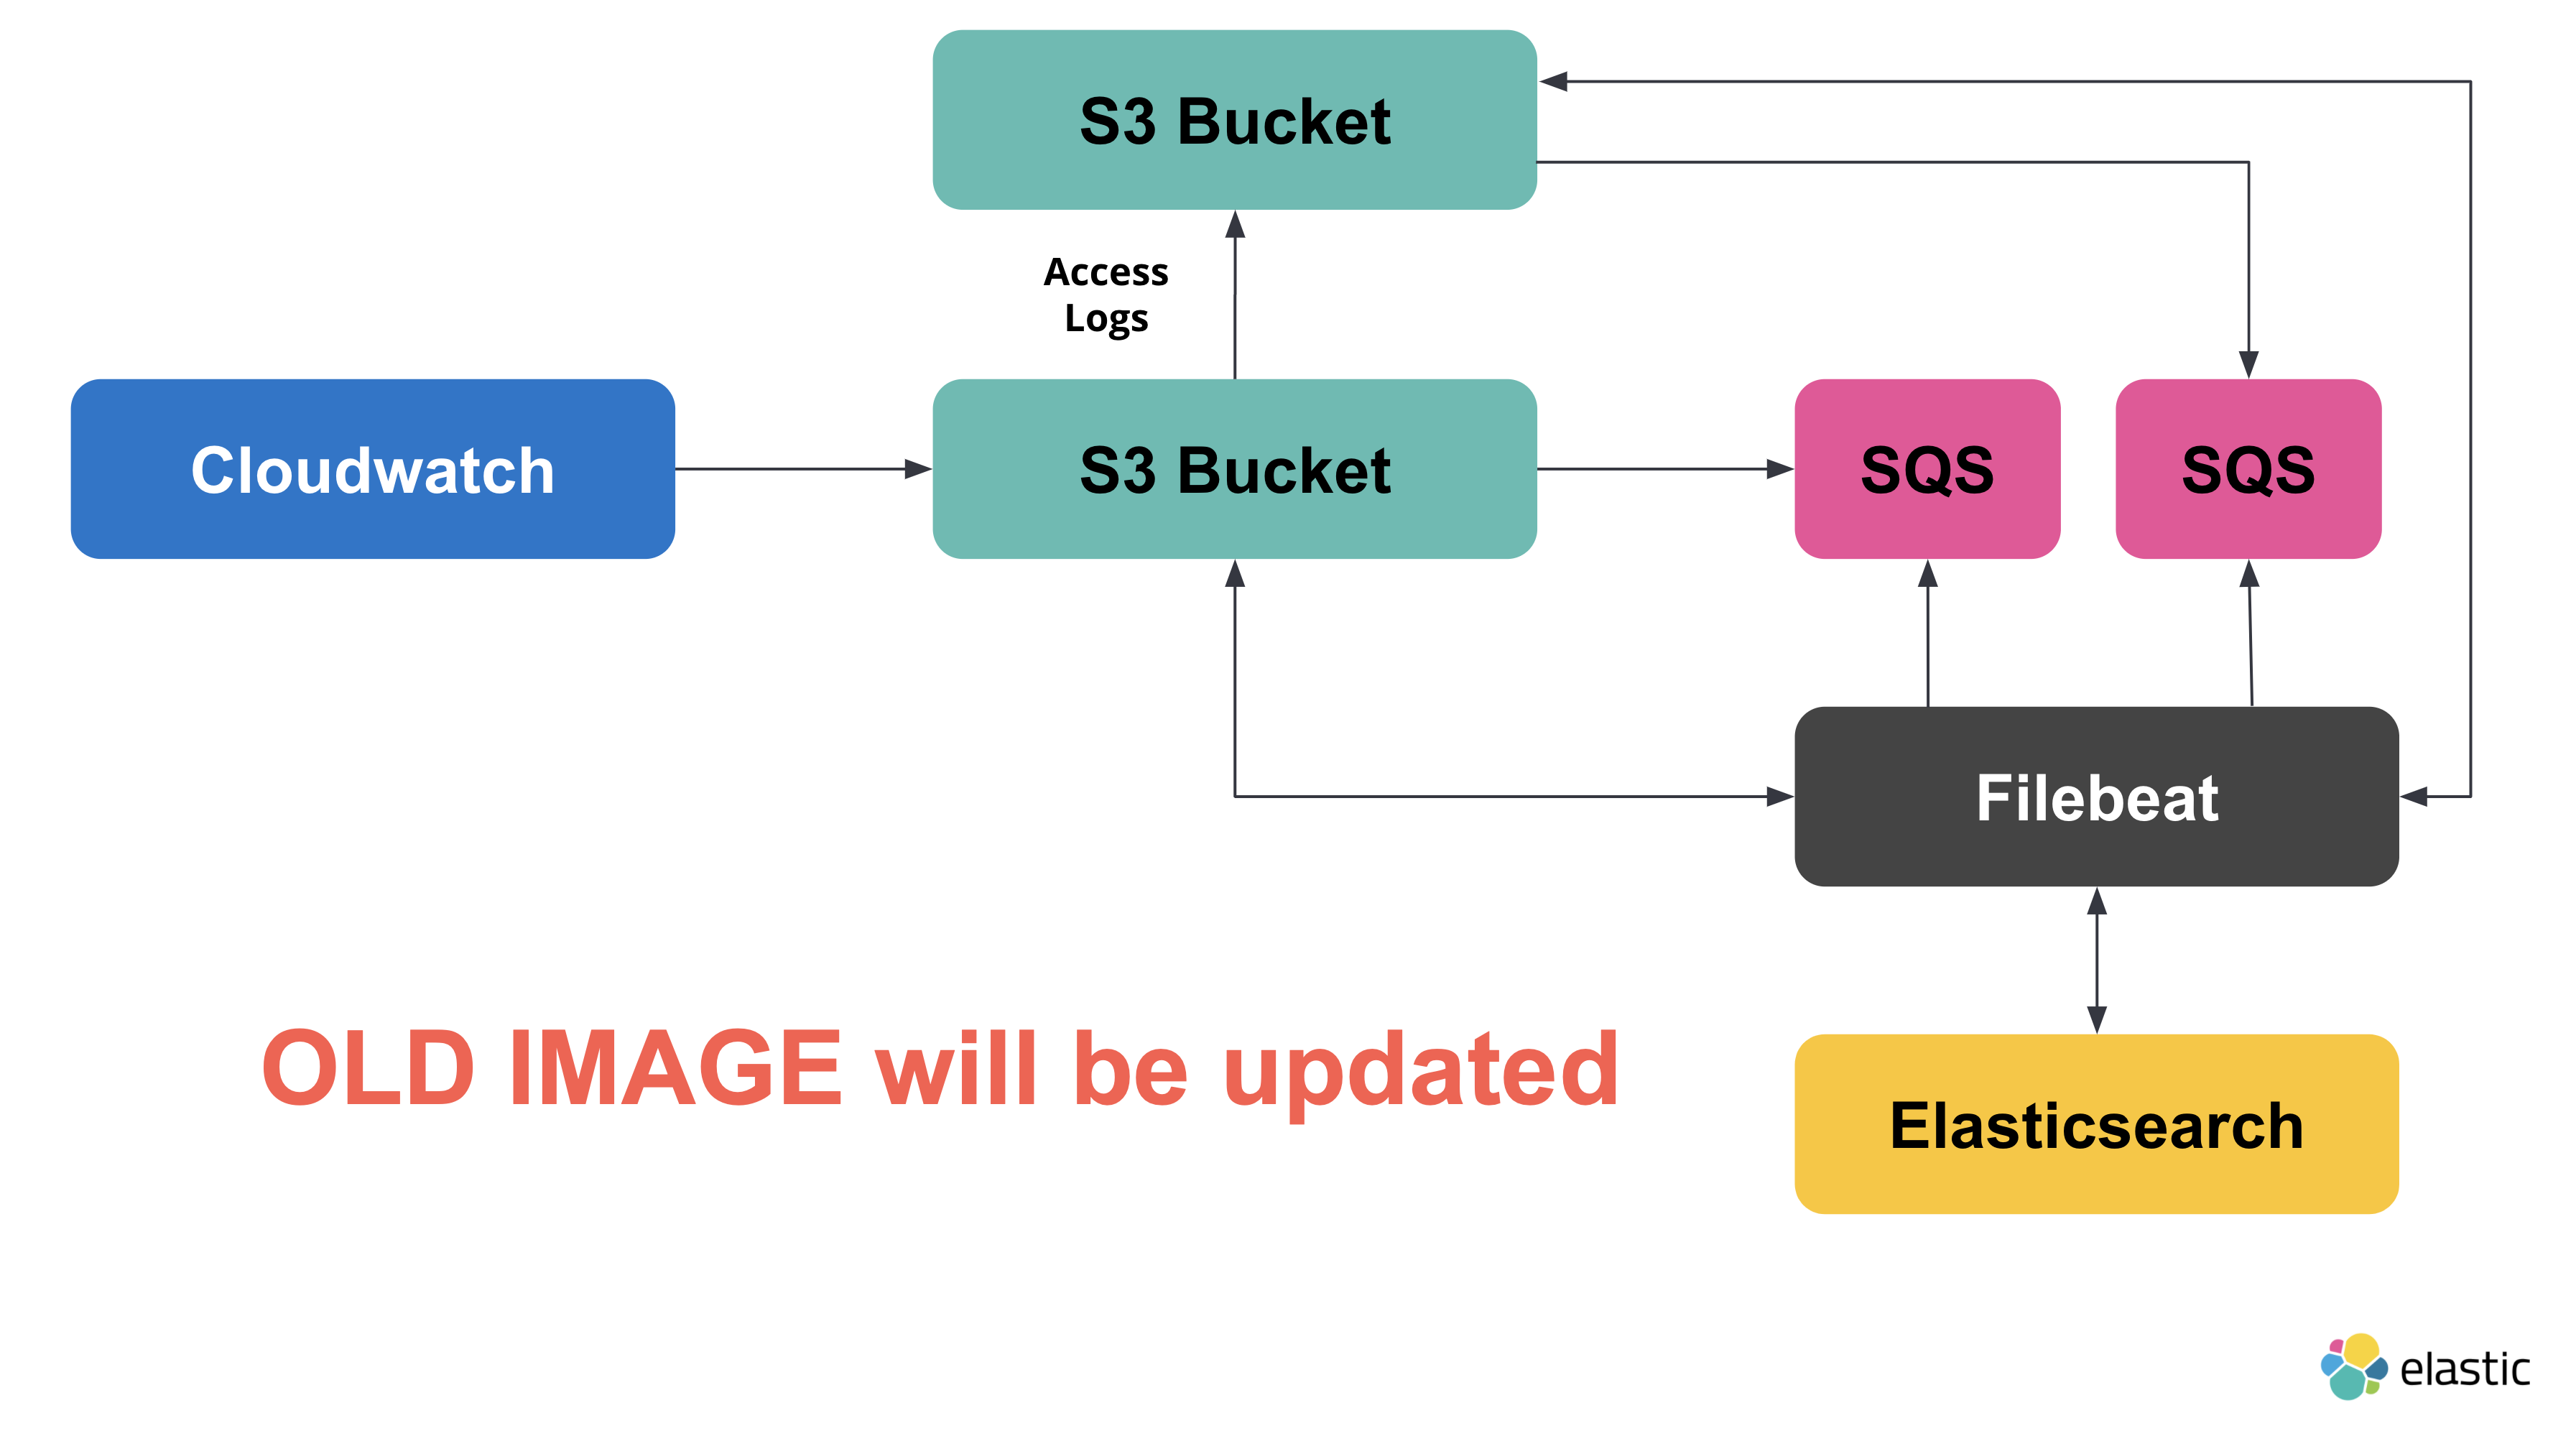 S3 Bucket
Access
Logs
Cloudwatch
S3 Bucket
SQS
SQS
Filebeat
OLD IMAGE will be updated
Elasticsearch
elastic